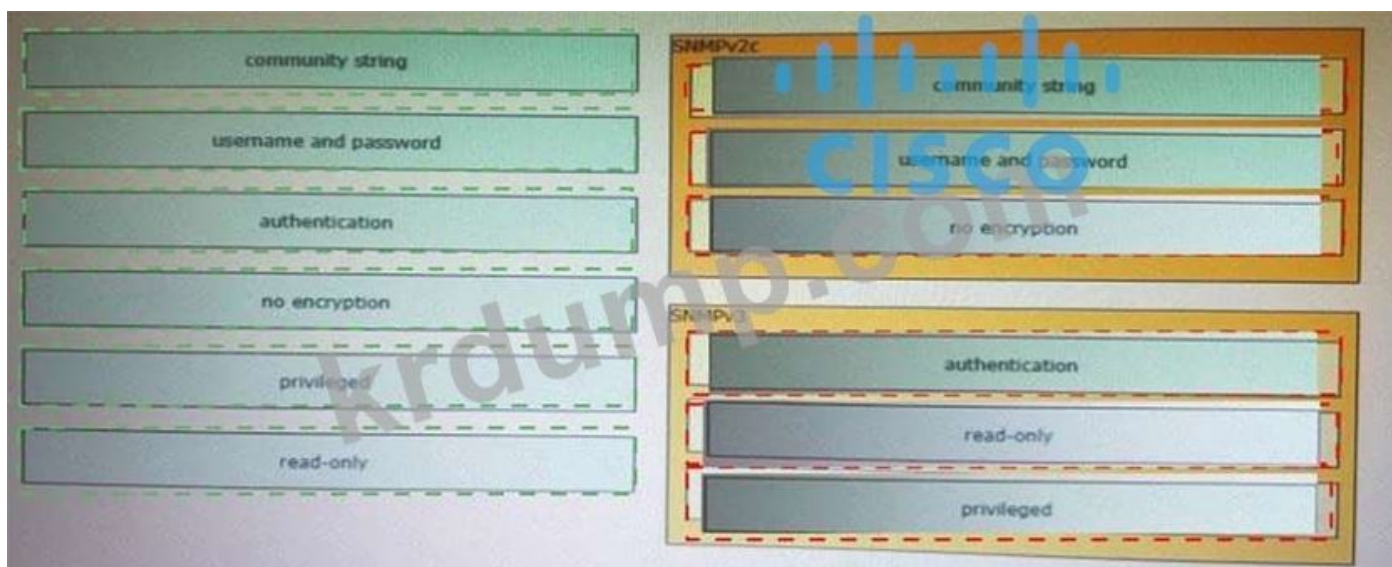 community string
username and password
authentication
no encryption
privileged
read-only
SNMPv2c
community string
username and password
no encryption
SNMPv3
authentication
read-only
privileged
CISCO
krdump.com